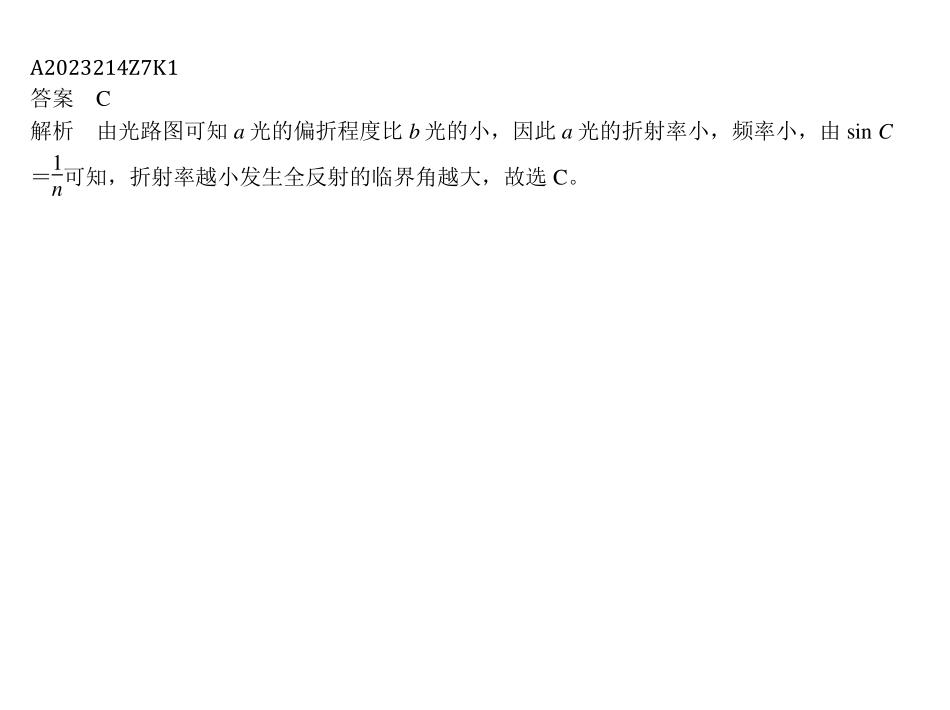 A2023214Z7K1
答案 C
解析 由光路图可知 a 光的偏折程度比 b 光的小，因此 a 光的折射率小，频率小，由 sin C
＝1/n可知，折射率越小发生全反射的临界角越大，故选 C。